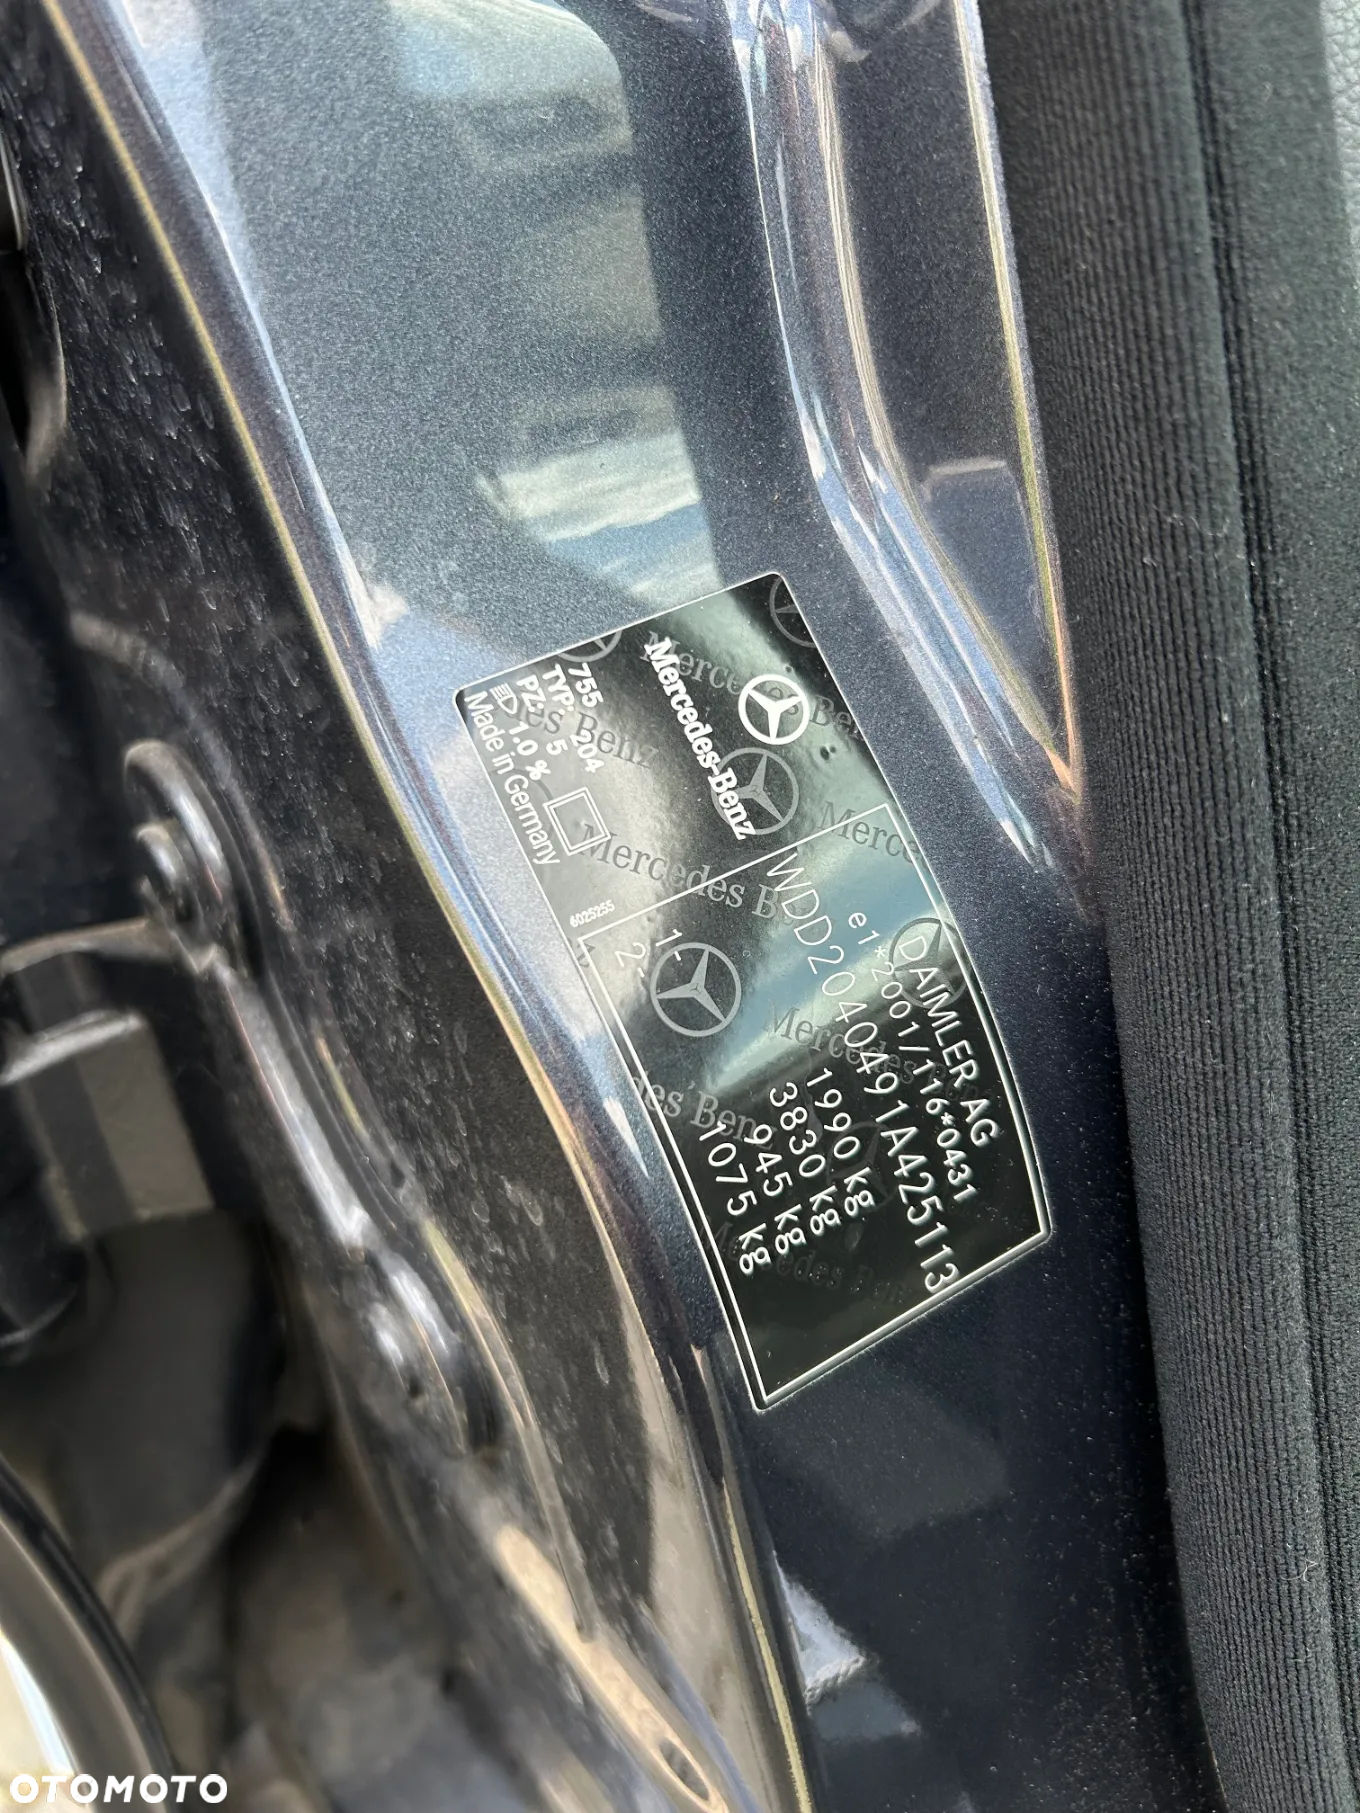 Mercedes-Benz
DAIMLER AG
e1*2001/116*0431
WDD2040491A425113
1990 kg
3830 kg
1- 945 kg
2- 1075 kg
755
TYP: 204
PZ: 5
1.0 %
Made in Germany
6025255
OTOMOTO